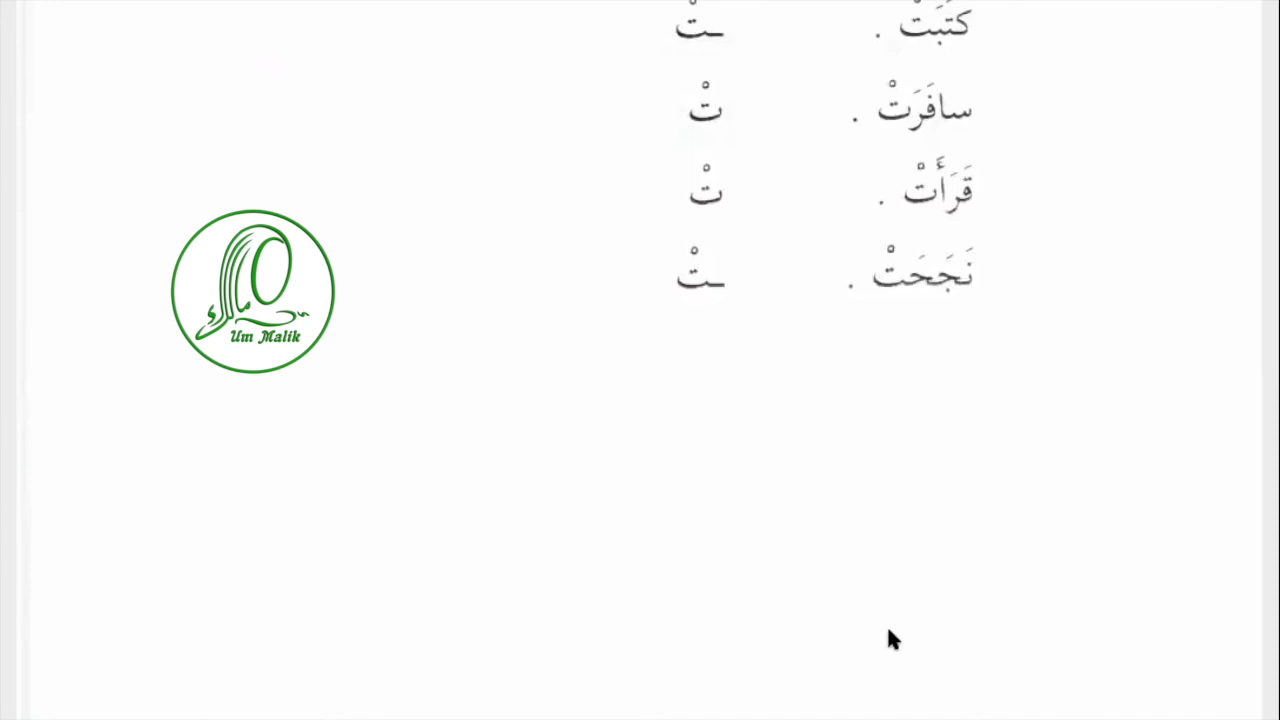 كَتَبَتْ . ـتْ
سافَرَتْ . تْ
قَرَأَتْ . تْ
نَجَحَتْ . ـتْ
Um Malik